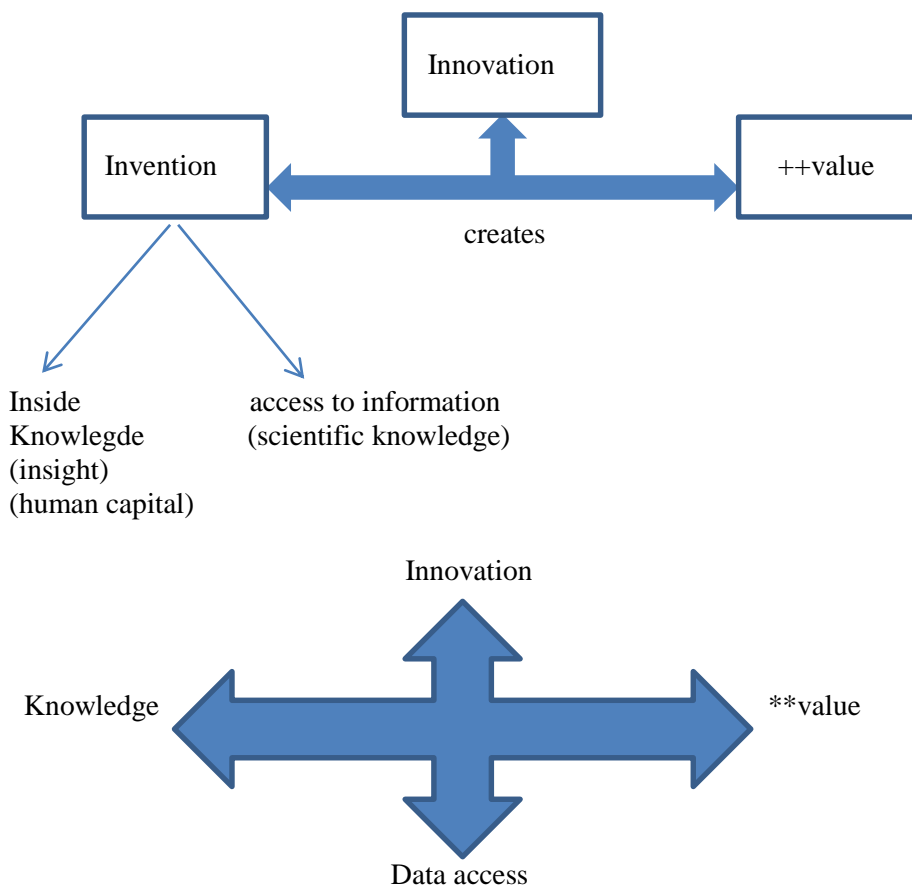 Innovation
Invention
++value
creates
Inside
Knowlegde
(insight)
(human capital)
access to information
(scientific knowledge)
Innovation
Knowledge
**value
Data access